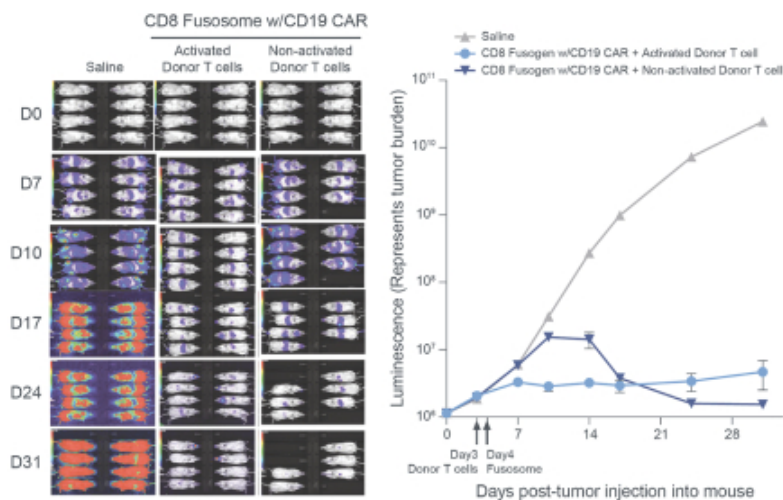 CD8 Fusosome w/CD19 CAR
Saline
Activated
Donor T cells
Non-activated
Donor T cells
D0
D7
D10
D17
D24
D31
Saline
CD8 Fusogen w/CD19 CAR + Activated Donor T cell
CD8 Fusogen w/CD19 CAR + Non-activated Donor T cell
Luminescence (Represents tumor burden)
10¹¹
10¹⁰
10⁹
10⁸
10⁷
10⁶
0
7
14
21
28
Day3
Donor T cells
Day4
Fusosome
Days post-tumor injection into mouse